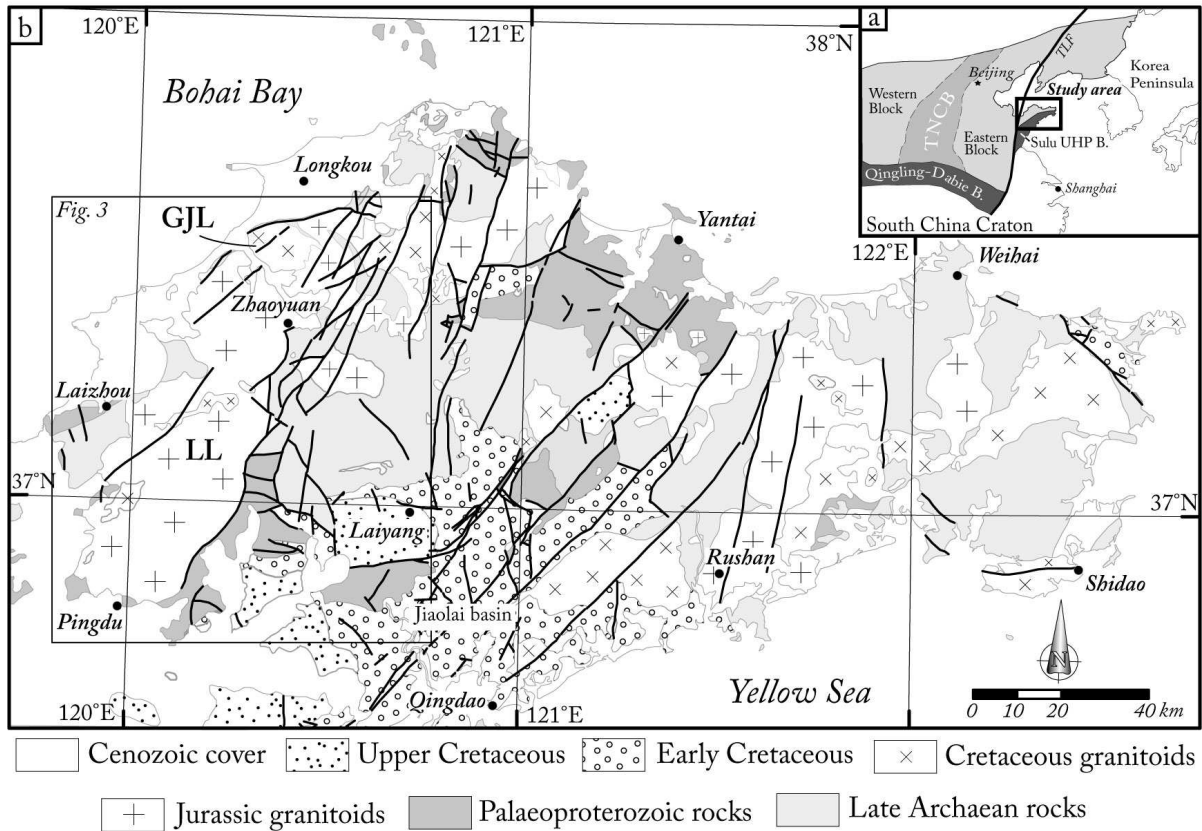 b
120°E
121°E
38°N
a
TLF
Korea
Peninsula
Beijing
Western
Block
TNCB
Study area
Eastern
Block
Sulu UHP B.
Qingling-Dabie B.
Shanghai
South China Craton
Bohai Bay
Longkou
Fig. 3
GJL
Yantai
122°E
Weihai
Zhaoyuan
Laizhou
LL
37°N
37°N
Laiyang
Rushan
Shidao
Pingdu
Jiaolai basin
N
Qingdao
Yellow Sea
120°E
121°E
0 10 20 40 km
Cenozoic cover
Upper Cretaceous
Early Cretaceous
Cretaceous granitoids
Jurassic granitoids
Palaeoproterozoic rocks
Late Archaean rocks